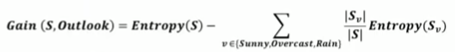 Gain (S,Outlook) = Entropy(S) − ∑ |Sv|/|S| Entropy(Sv)
v∈{Sunny,Overcast,Rain}